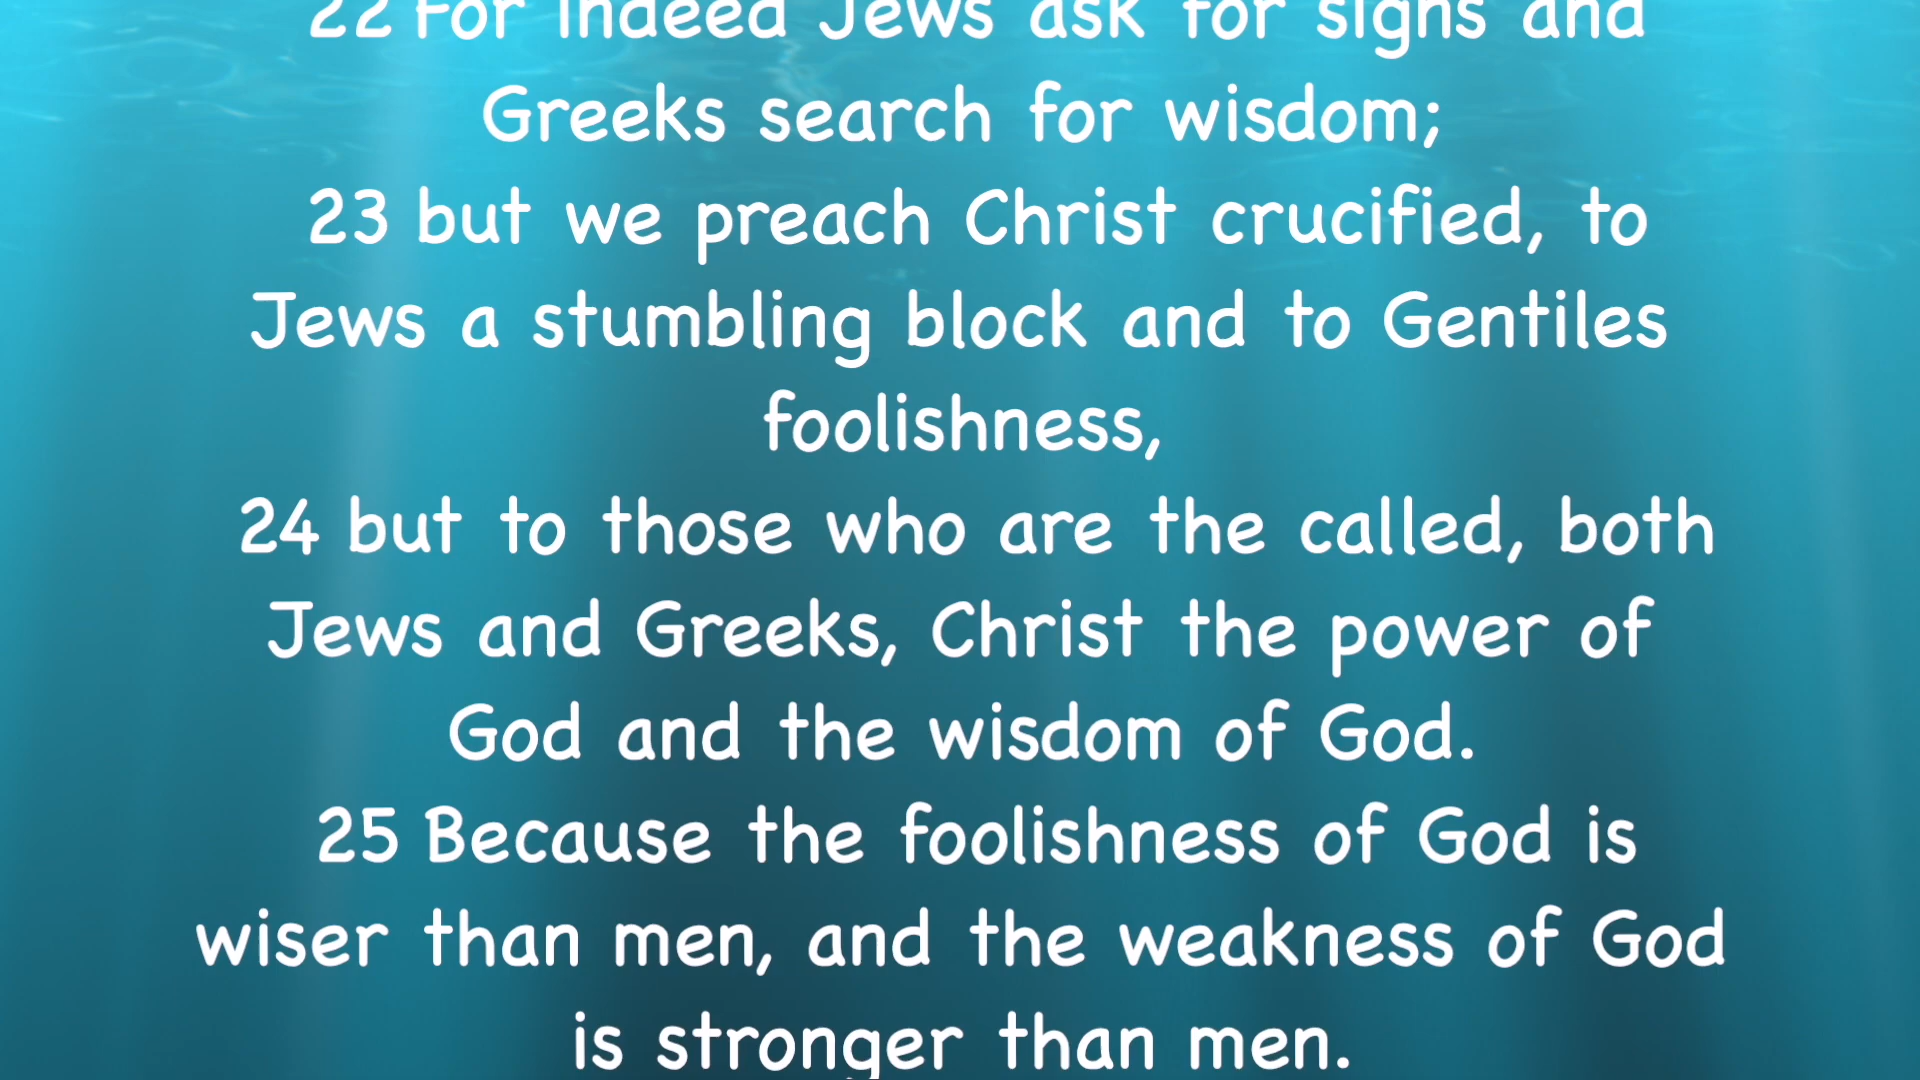 22 For indeed Jews ask for signs and
Greeks search for wisdom;
23 but we preach Christ crucified, to
Jews a stumbling block and to Gentiles
foolishness,
24 but to those who are the called, both
Jews and Greeks, Christ the power of
God and the wisdom of God.
25 Because the foolishness of God is
wiser than men, and the weakness of God
is stronger than men.